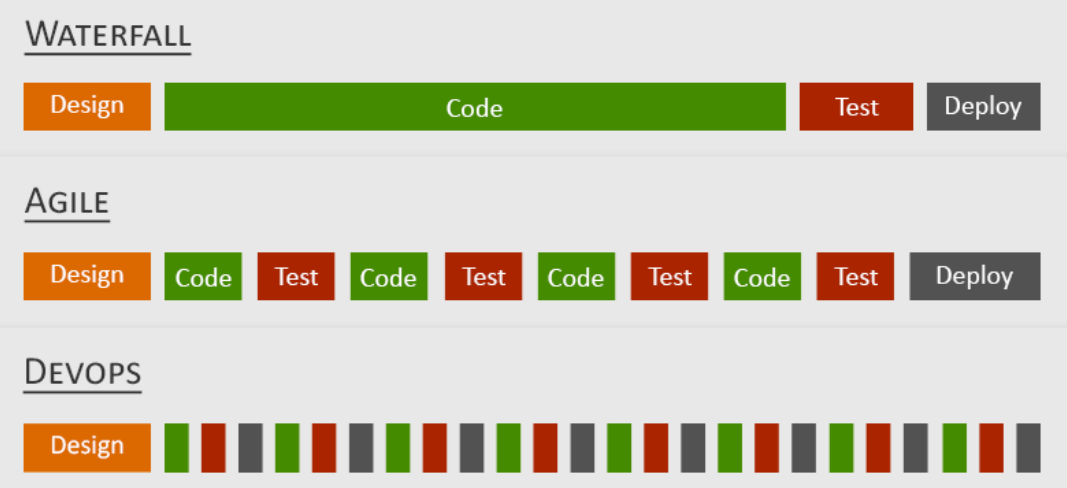 WATERFALL
Design Code Test Deploy
AGILE
Design Code Test Code Test Code Test Code Test Deploy
DEVOPS
Design